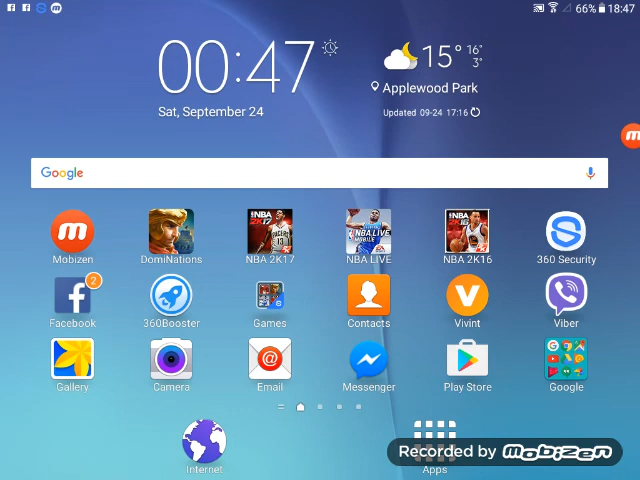 66% 18:47
00:47
Sat, September 24
15° 16° 3°
Applewood Park
Updated 09-24 17:16
Google
Mobizen
DomiNations
NBA 2K17
NBA LIVE
NBA 2K16
360 Security
2
Facebook
360Booster
Games
Contacts
Vivint
Viber
Gallery
Camera
Email
Messenger
Play Store
Google
Internet
Apps
Recorded by Mobizen